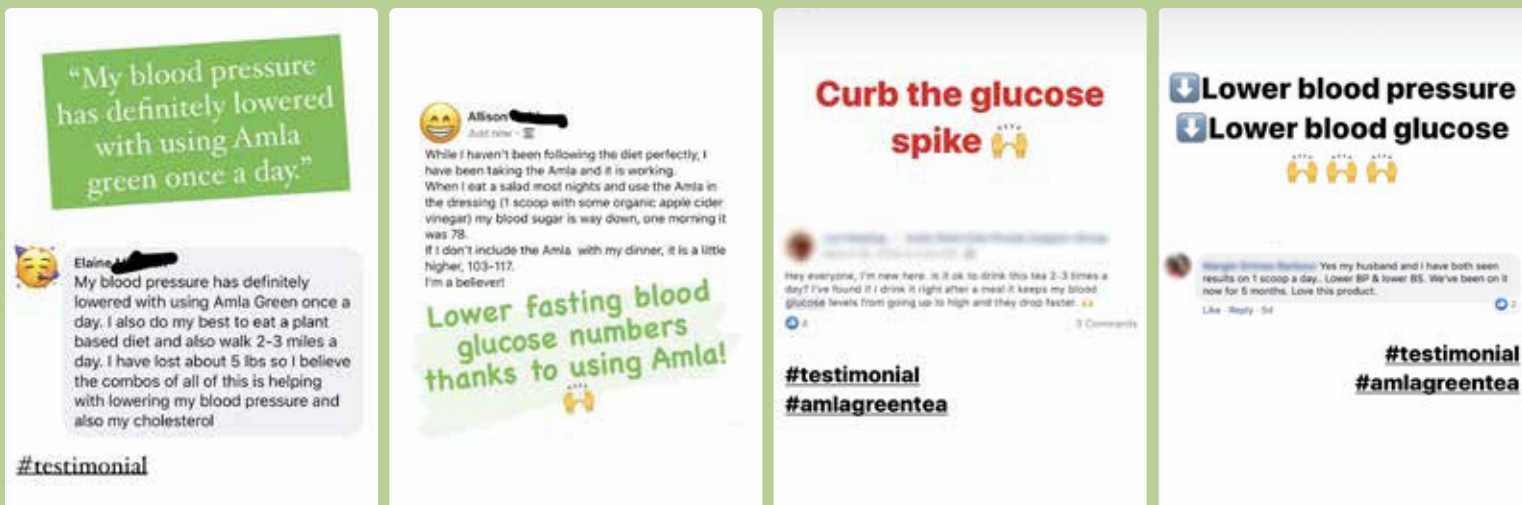 “My blood pressure
has definitely lowered
with using Amla
green once a day.”
Elaine
My blood pressure has definitely
lowered with using Amla Green once a
day. I also do my best to eat a plant
based diet and also walk 2-3 miles a
day. I have lost about 5 lbs so I believe
the combos of all of this is helping
with lowering my blood pressure and
also my cholesterol
#testimonial
Allison
Just now
While I haven't been following the diet perfectly, I
have been taking the Amla and it is working.
When I eat a salad most nights and use the Amla in
the dressing (1 scoop with some organic apple cider
vinegar) my blood sugar is way down, one morning it
was 78.
If I don't include the Amla with my dinner, it is a little
higher, 103-117.
I'm a believer!
Lower fasting blood
glucose numbers
thanks to using Amla!
Curb the glucose
spike 🙌
Hey everyone, I'm new here. Is it ok to drink this tea 2-3 times a
day? I've found if I drink it right after a meal it keeps my blood
glucose levels from going up to high and they drop faster. 🙌
4
3 Comments
#testimonial
#amlagreentea
⬇️Lower blood pressure
⬇️Lower blood glucose
🙌 🙌 🙌
Yes my husband and I have both seen
results on 1 scoop a day.. Lower BP & lower BS. We've been on it
now for 5 months. Love this product.
Like Reply 5d
2
#testimonial
#amlagreentea